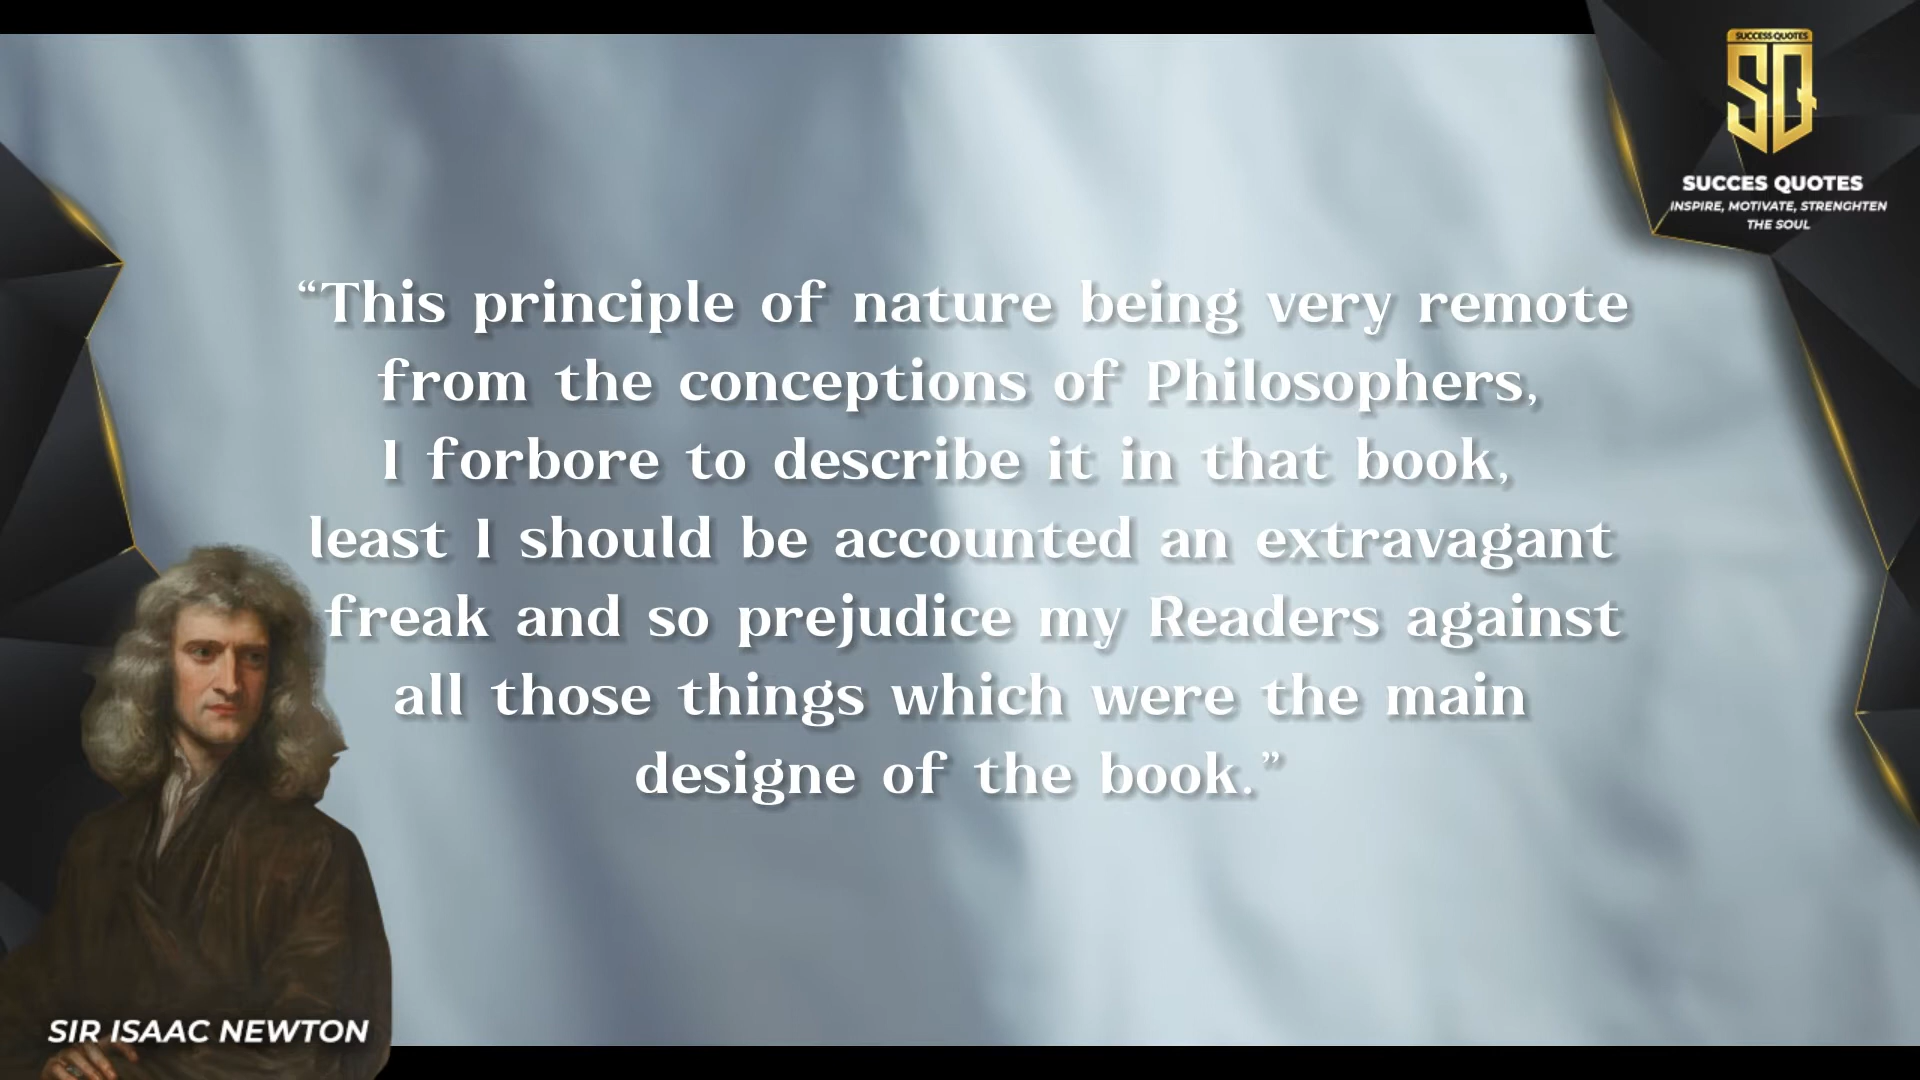 SUCCESS QUOTES
SQ
SUCCES QUOTES
INSPIRE, MOTIVATE, STRENGHTEN
THE SOUL
“This principle of nature being very remote
from the conceptions of Philosophers,
I forbore to describe it in that book,
least I should be accounted an extravagant
freak and so prejudice my Readers against
all those things which were the main
designe of the book.”
SIR ISAAC NEWTON